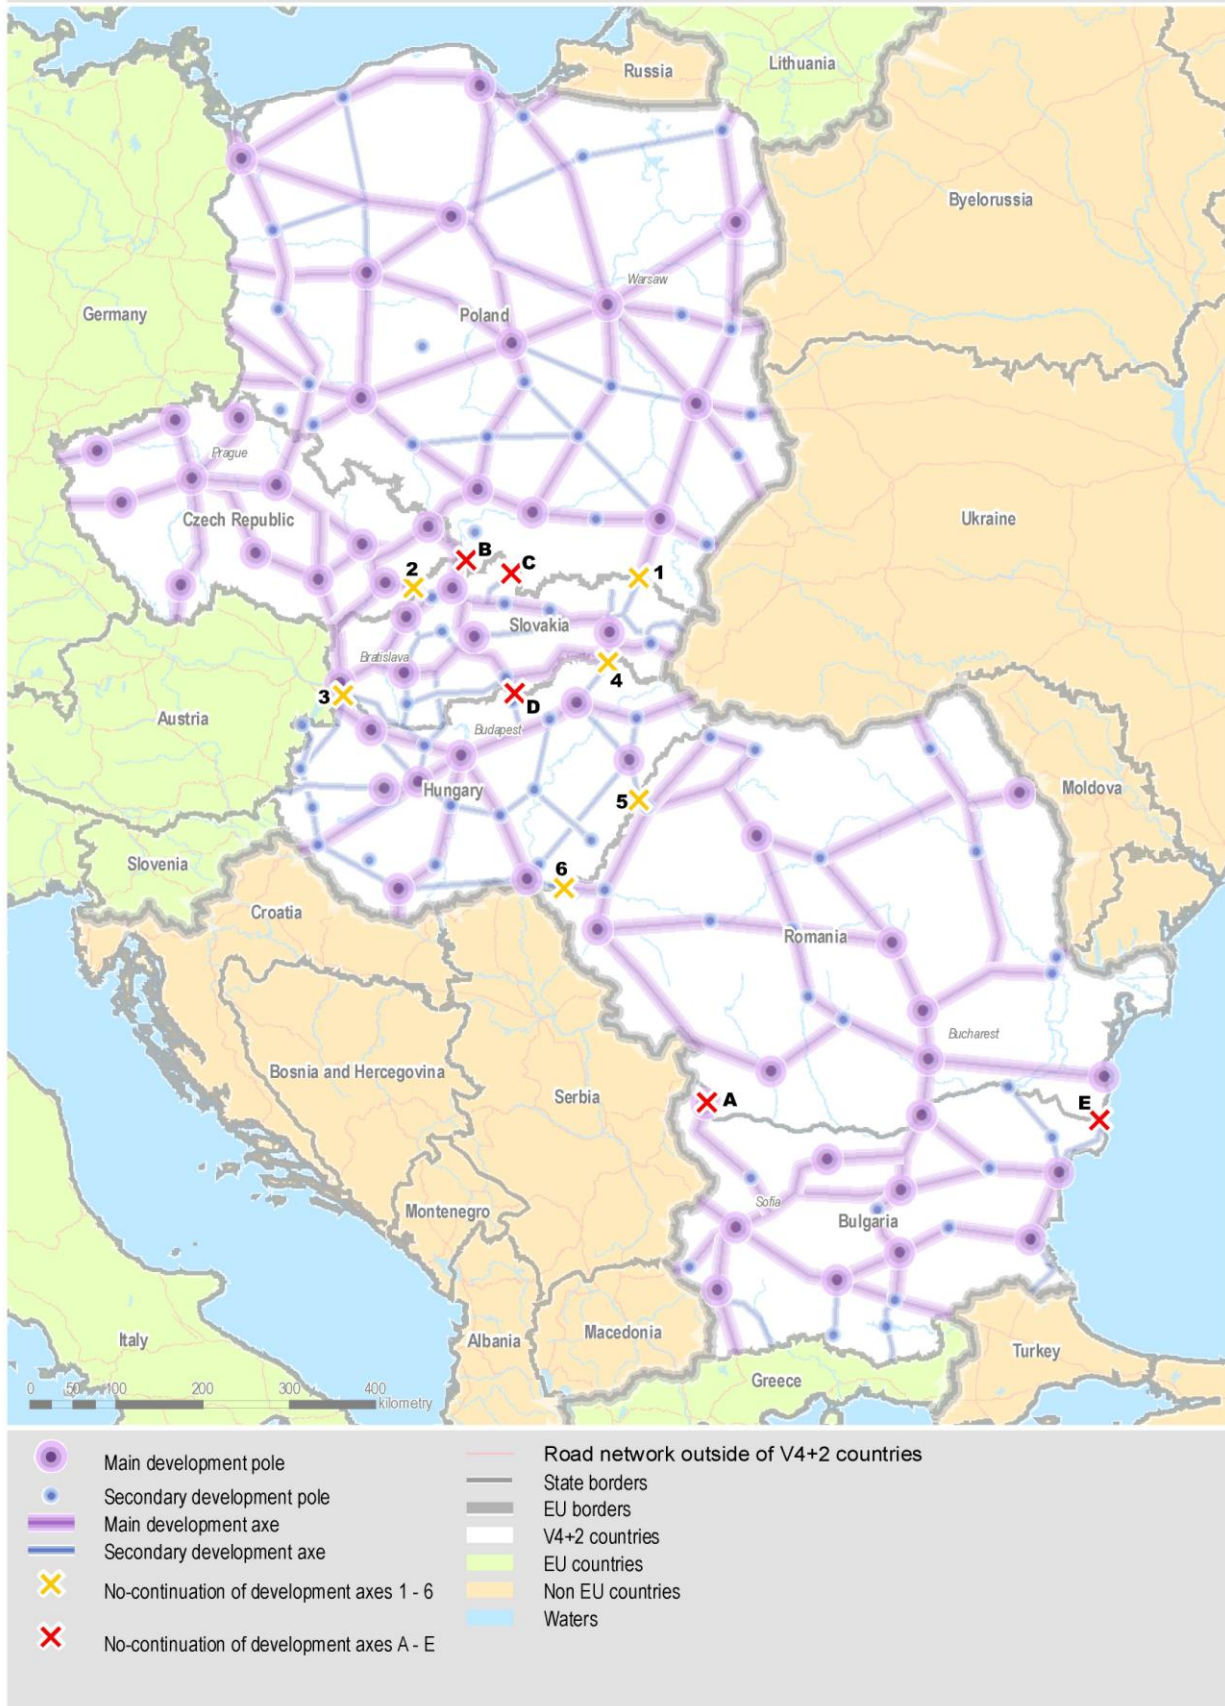 Russia
Lithuania
Byelorussia
Warsaw
Germany
Poland
Prague
Czech Republic
Ukraine
B
C
2
1
Slovakia
Bratislava
4
3
D
Austria
Budapest
Hungary
5
Moldova
Slovenia
6
Croatia
Romania
Bucharest
Bosnia and Hercegovina
Serbia
A
E
Sofia
Montenegro
Bulgaria
Italy
Albania
Macedonia
Turkey
Greece
0 50 100 200 300 400
kilometry
Main development pole
Secondary development pole
Main development axe
Secondary development axe
No-continuation of development axes 1 - 6
No-continuation of development axes A - E
Road network outside of V4+2 countries
State borders
EU borders
V4+2 countries
EU countries
Non EU countries
Waters